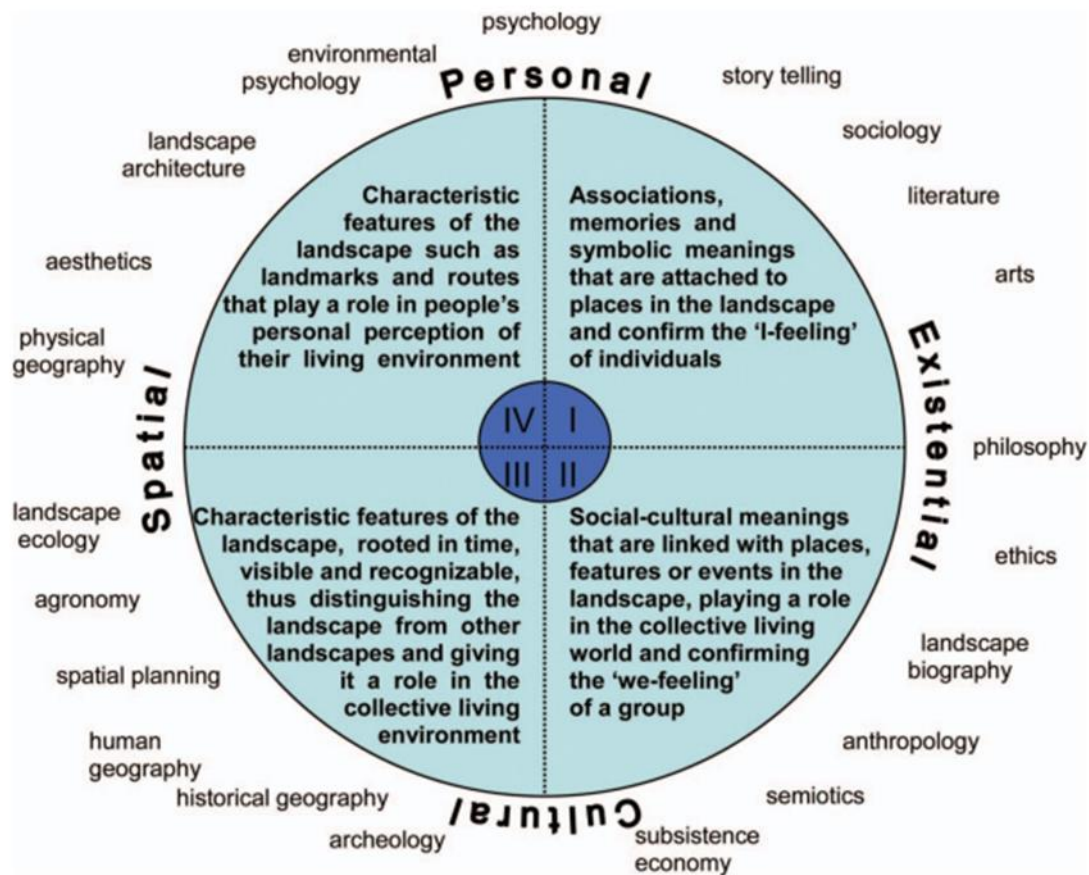 psychology
environmental
psychology
Personal
story telling
landscape
architecture
sociology
literature
aesthetics
arts
physical
geography
Spatial
Existential
Characteristic
features of the
landscape such as
landmarks and routes
that play a role in people's
personal perception of
their living environment
Associations,
memories and
symbolic meanings
that are attached to
places in the landscape
and confirm the 'I-feeling'
of individuals
IV I
III II
philosophy
landscape
ecology
Characteristic features of the
landscape, rooted in time,
visible and recognizable,
thus distinguishing the
landscape from other
landscapes and giving
it a role in the
collective living
environment
Social-cultural meanings
that are linked with places,
features or events in the
landscape, playing a role
in the collective living
world and confirming
the 'we-feeling'
of a group
ethics
agronomy
landscape
biography
spatial planning
anthropology
human
geography
semiotics
historical geography
Cultural
archeology
subsistence
economy